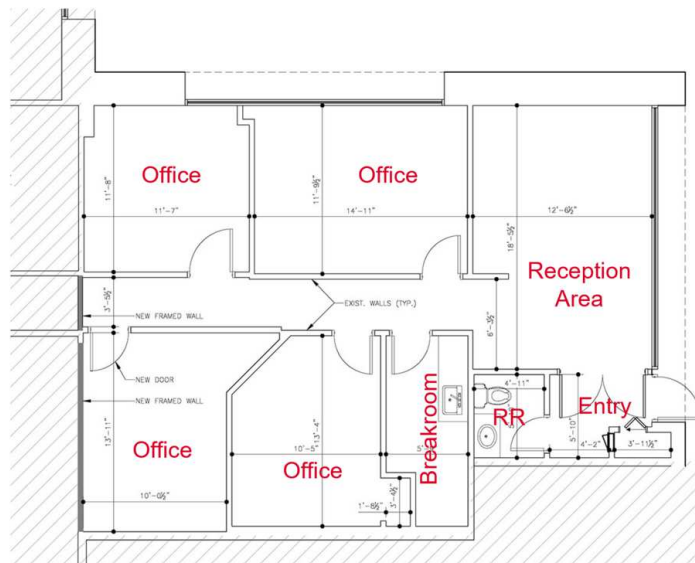 Office
Office
11'-8"
11'-7"
11'-9½"
14'-11"
12'-6½"
18'-5½"
Reception
Area
3'-5½"
NEW FRAMED WALL
EXIST. WALLS (TYP.)
6'-3½"
NEW DOOR
NEW FRAMED WALL
13'-11"
Office
10'-0½"
13'-4"
10'-5"
Office
1'-8½"
3'-4½"
Breakroom
4'-11"
RR
Entry
5'-10"
4'-2"
3'-11½"